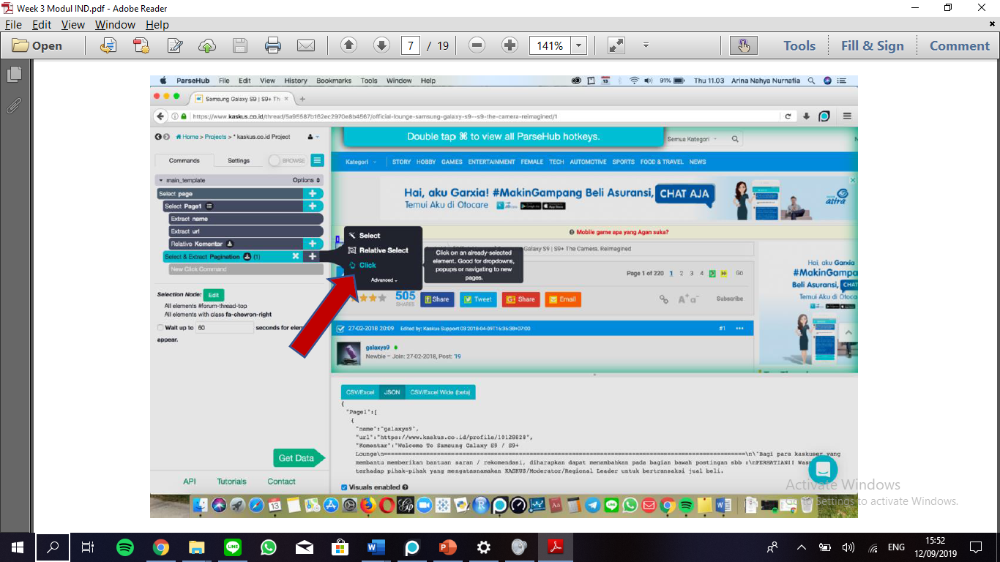 Week 3 Modul IND.pdf - Adobe Reader
File Edit View Window Help
Open 7 / 19 141% Tools Fill & Sign Comment
ParseHub File Edit View History Bookmarks Tools Window Help 91% Thu 11.03 Arina Nahya Nurnafia
Samsung Galaxy S9 | S9+ Th
https://www.kaskus.co.id/thread/5a95587b162ec2970e8b4567/official-lounge-samsung-galaxy-s9--s9-the-camera-reimagined/1
Home > Projects > * kaskus.co.id Project
Double tap ⌘ to view all ParseHub hotkeys.
Semua Kategori
Commands Settings BROWSE
Kategori STORY HOBBY GAMES ENTERTAINMENT FEMALE TECH AUTOMOTIVE SPORTS FOOD & TRAVEL NEWS
main_template Options
Select page
Select Page1
Extract name
Extract url
Relative Komentar
Select & Extract Pagination (1)
New Click Command
Hai, aku Garxia! #MakinGampang Beli Asuransi, CHAT AJA
Temui Aku di Otocare
astra
Mobile game apa yang Agan suka?
Select
Relative Select
Click
Advanced
Click on an already-selected
element. Good for dropdowns,
popups or navigating to new
pages.
Galaxy S9 | S9+ The Camera. Reimagined
Page 1 of 220 1 2 3 4 Go
505
SHARES
Share Tweet Share Email
Subscribe
Hai, aku Garxia!
#MakinGampang
Beli Asuransi, CHAT
Temui Aku di Otoca
Selection Node: Edit
All elements #forum-thread-top
All elements with class fa-chevron-right
Wait up to 60 seconds for elem
appear.
27-02-2018 20:09 Edited by: Kaskus Support 03 2018-04-09T16:36:38+07:00 #1
galaxys9
Newbie - Join: 27-02-2018, Post: 19
CSV/Excel JSON CSV/Excel Wide (beta)
{
"Page1":[
{
"name":"galaxys9",
"url":"https://www.kaskus.co.id/profile/10128828",
"Komentar":"Welcome To Samsung Galaxy S9 / S9+
membantu memberikan bantuan saran / rekomendasi, diharapkan dapat menambahkan pada bagian bawah postingan sbb
terhadap pihak-pihak yang mengatasnamakan KASKUS/Moderator/Regional Leader untuk bertransaksi jual beli.
Get Data
API Tutorials Contact
Visuals enabled
Activate Windows
Settings to activate Windows.
ENG
15:52
12/09/2019